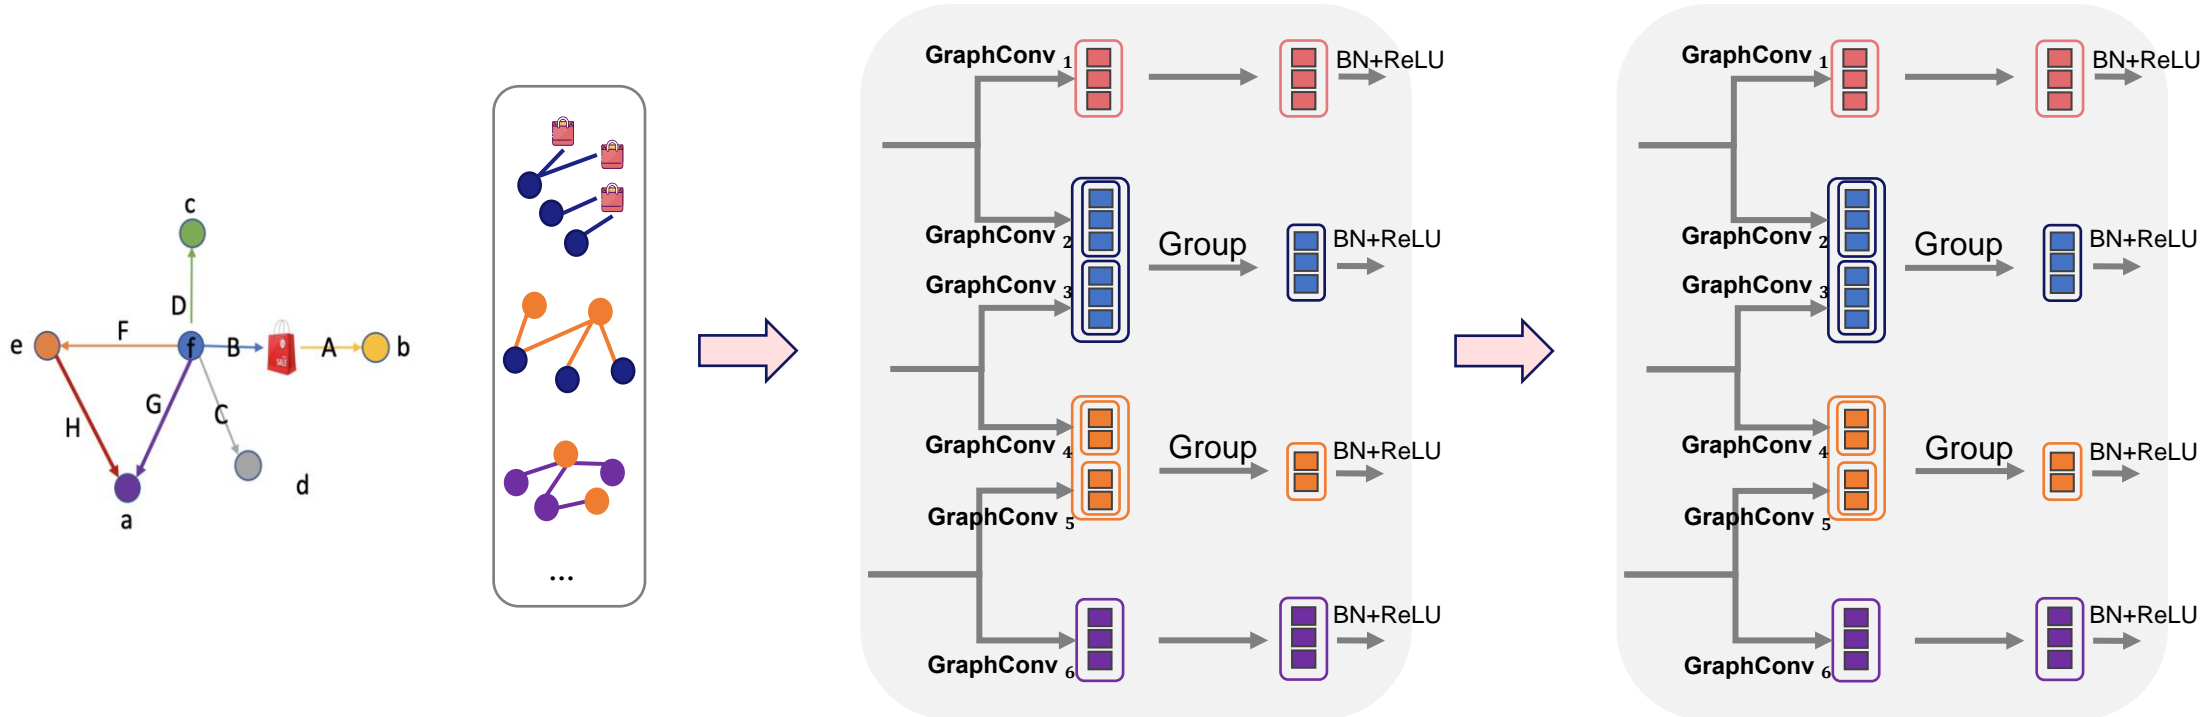 c
D
e
F
f
B
SALE
A
b
H
G
C
d
a
...
GraphConv 1
BN+ReLU
GraphConv 2
Group
BN+ReLU
GraphConv 3
GraphConv 4
Group
BN+ReLU
GraphConv 5
GraphConv 6
BN+ReLU
GraphConv 1
BN+ReLU
GraphConv 2
Group
BN+ReLU
GraphConv 3
GraphConv 4
Group
BN+ReLU
GraphConv 5
GraphConv 6
BN+ReLU